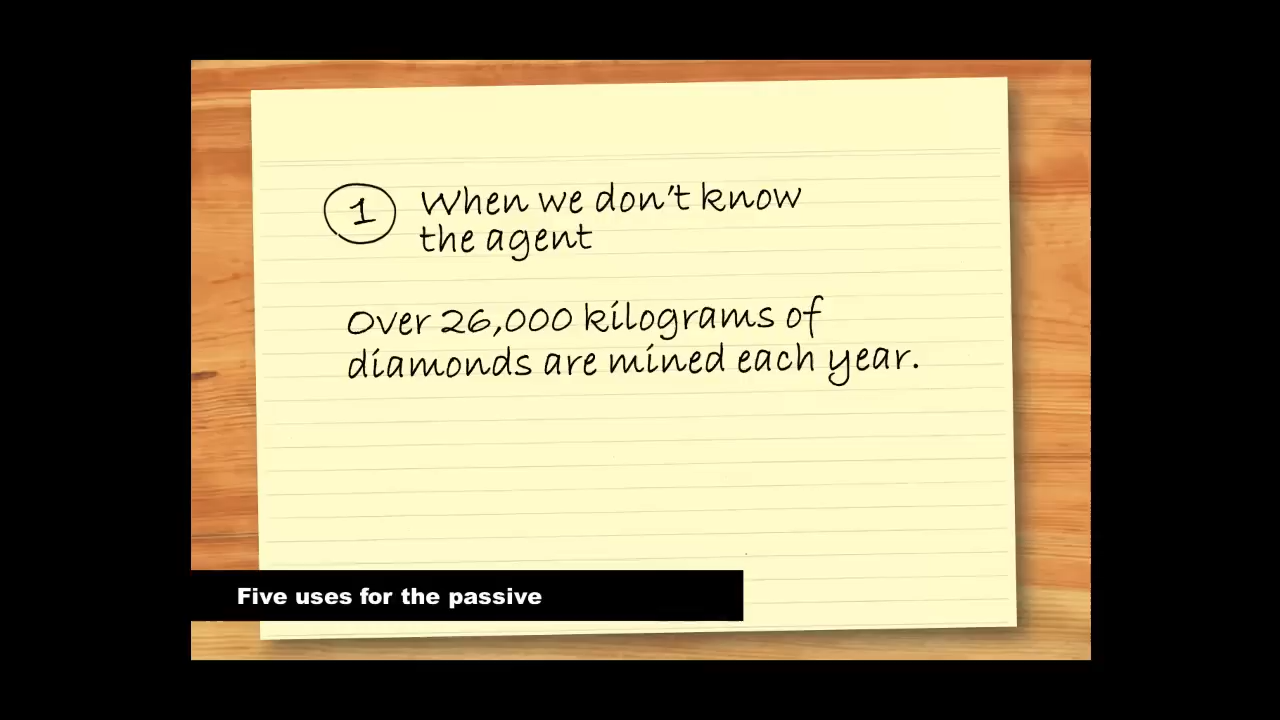 1 When we don't know
the agent
Over 26,000 kilograms of
diamonds are mined each year.
Five uses for the passive